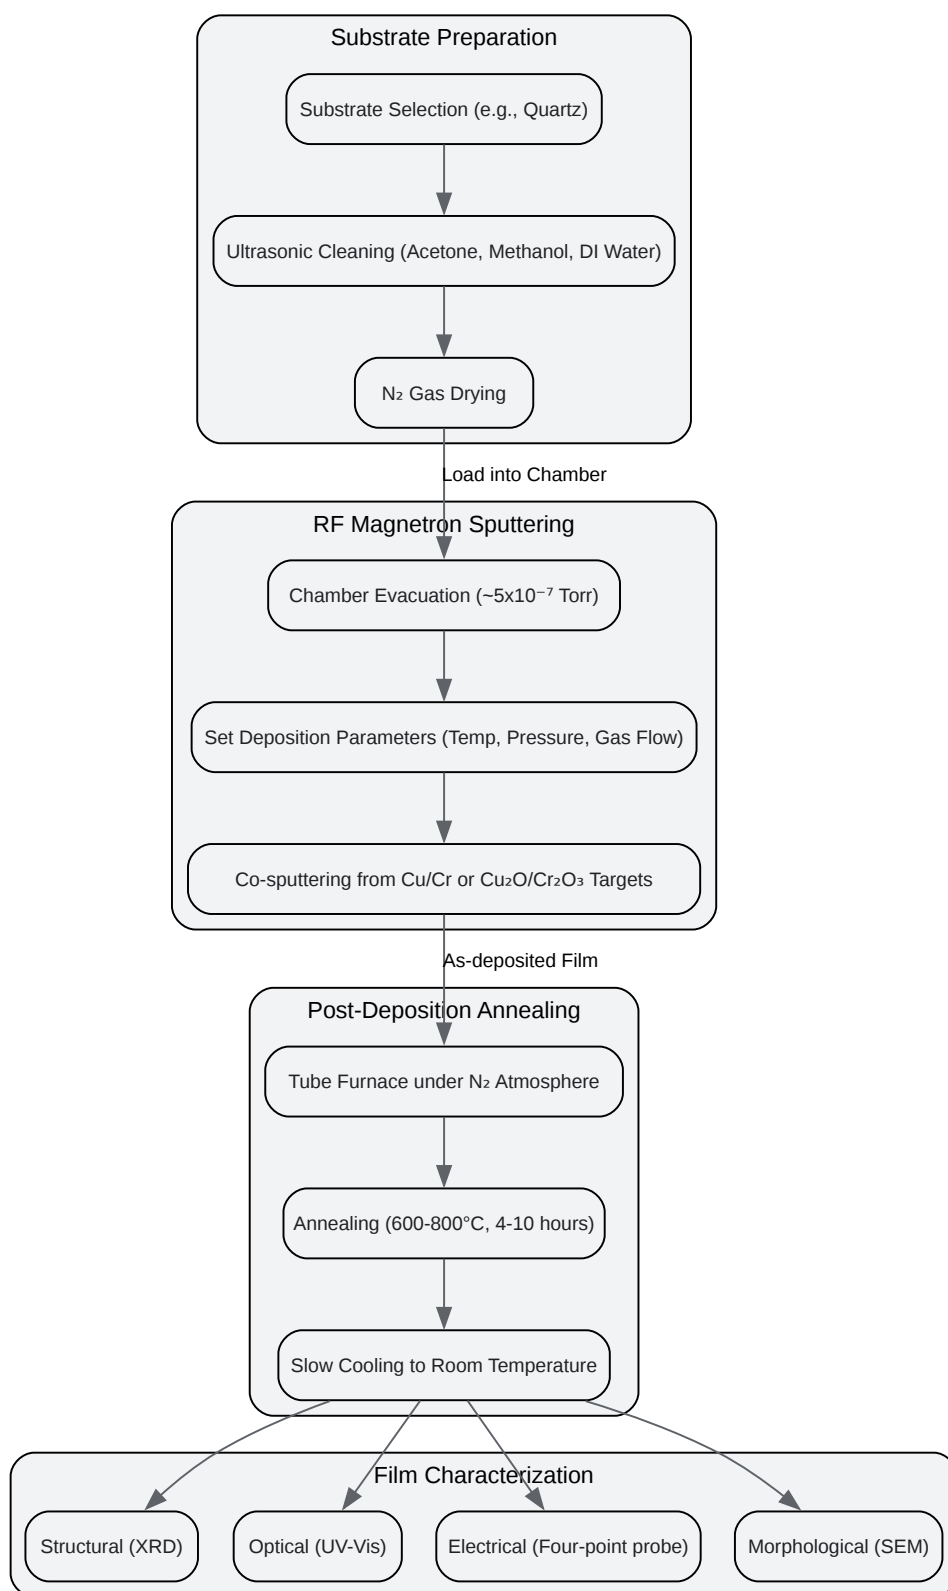 Substrate Preparation
Substrate Selection (e.g., Quartz)
Ultrasonic Cleaning (Acetone, Methanol, DI Water)
N₂ Gas Drying
Load into Chamber
RF Magnetron Sputtering
Chamber Evacuation (~5x10⁻⁷ Torr)
Set Deposition Parameters (Temp, Pressure, Gas Flow)
Co-sputtering from Cu/Cr or Cu₂O/Cr₂O₃ Targets
As-deposited Film
Post-Deposition Annealing
Tube Furnace under N₂ Atmosphere
Annealing (600-800°C, 4-10 hours)
Slow Cooling to Room Temperature
Film Characterization
Structural (XRD)
Optical (UV-Vis)
Electrical (Four-point probe)
Morphological (SEM)